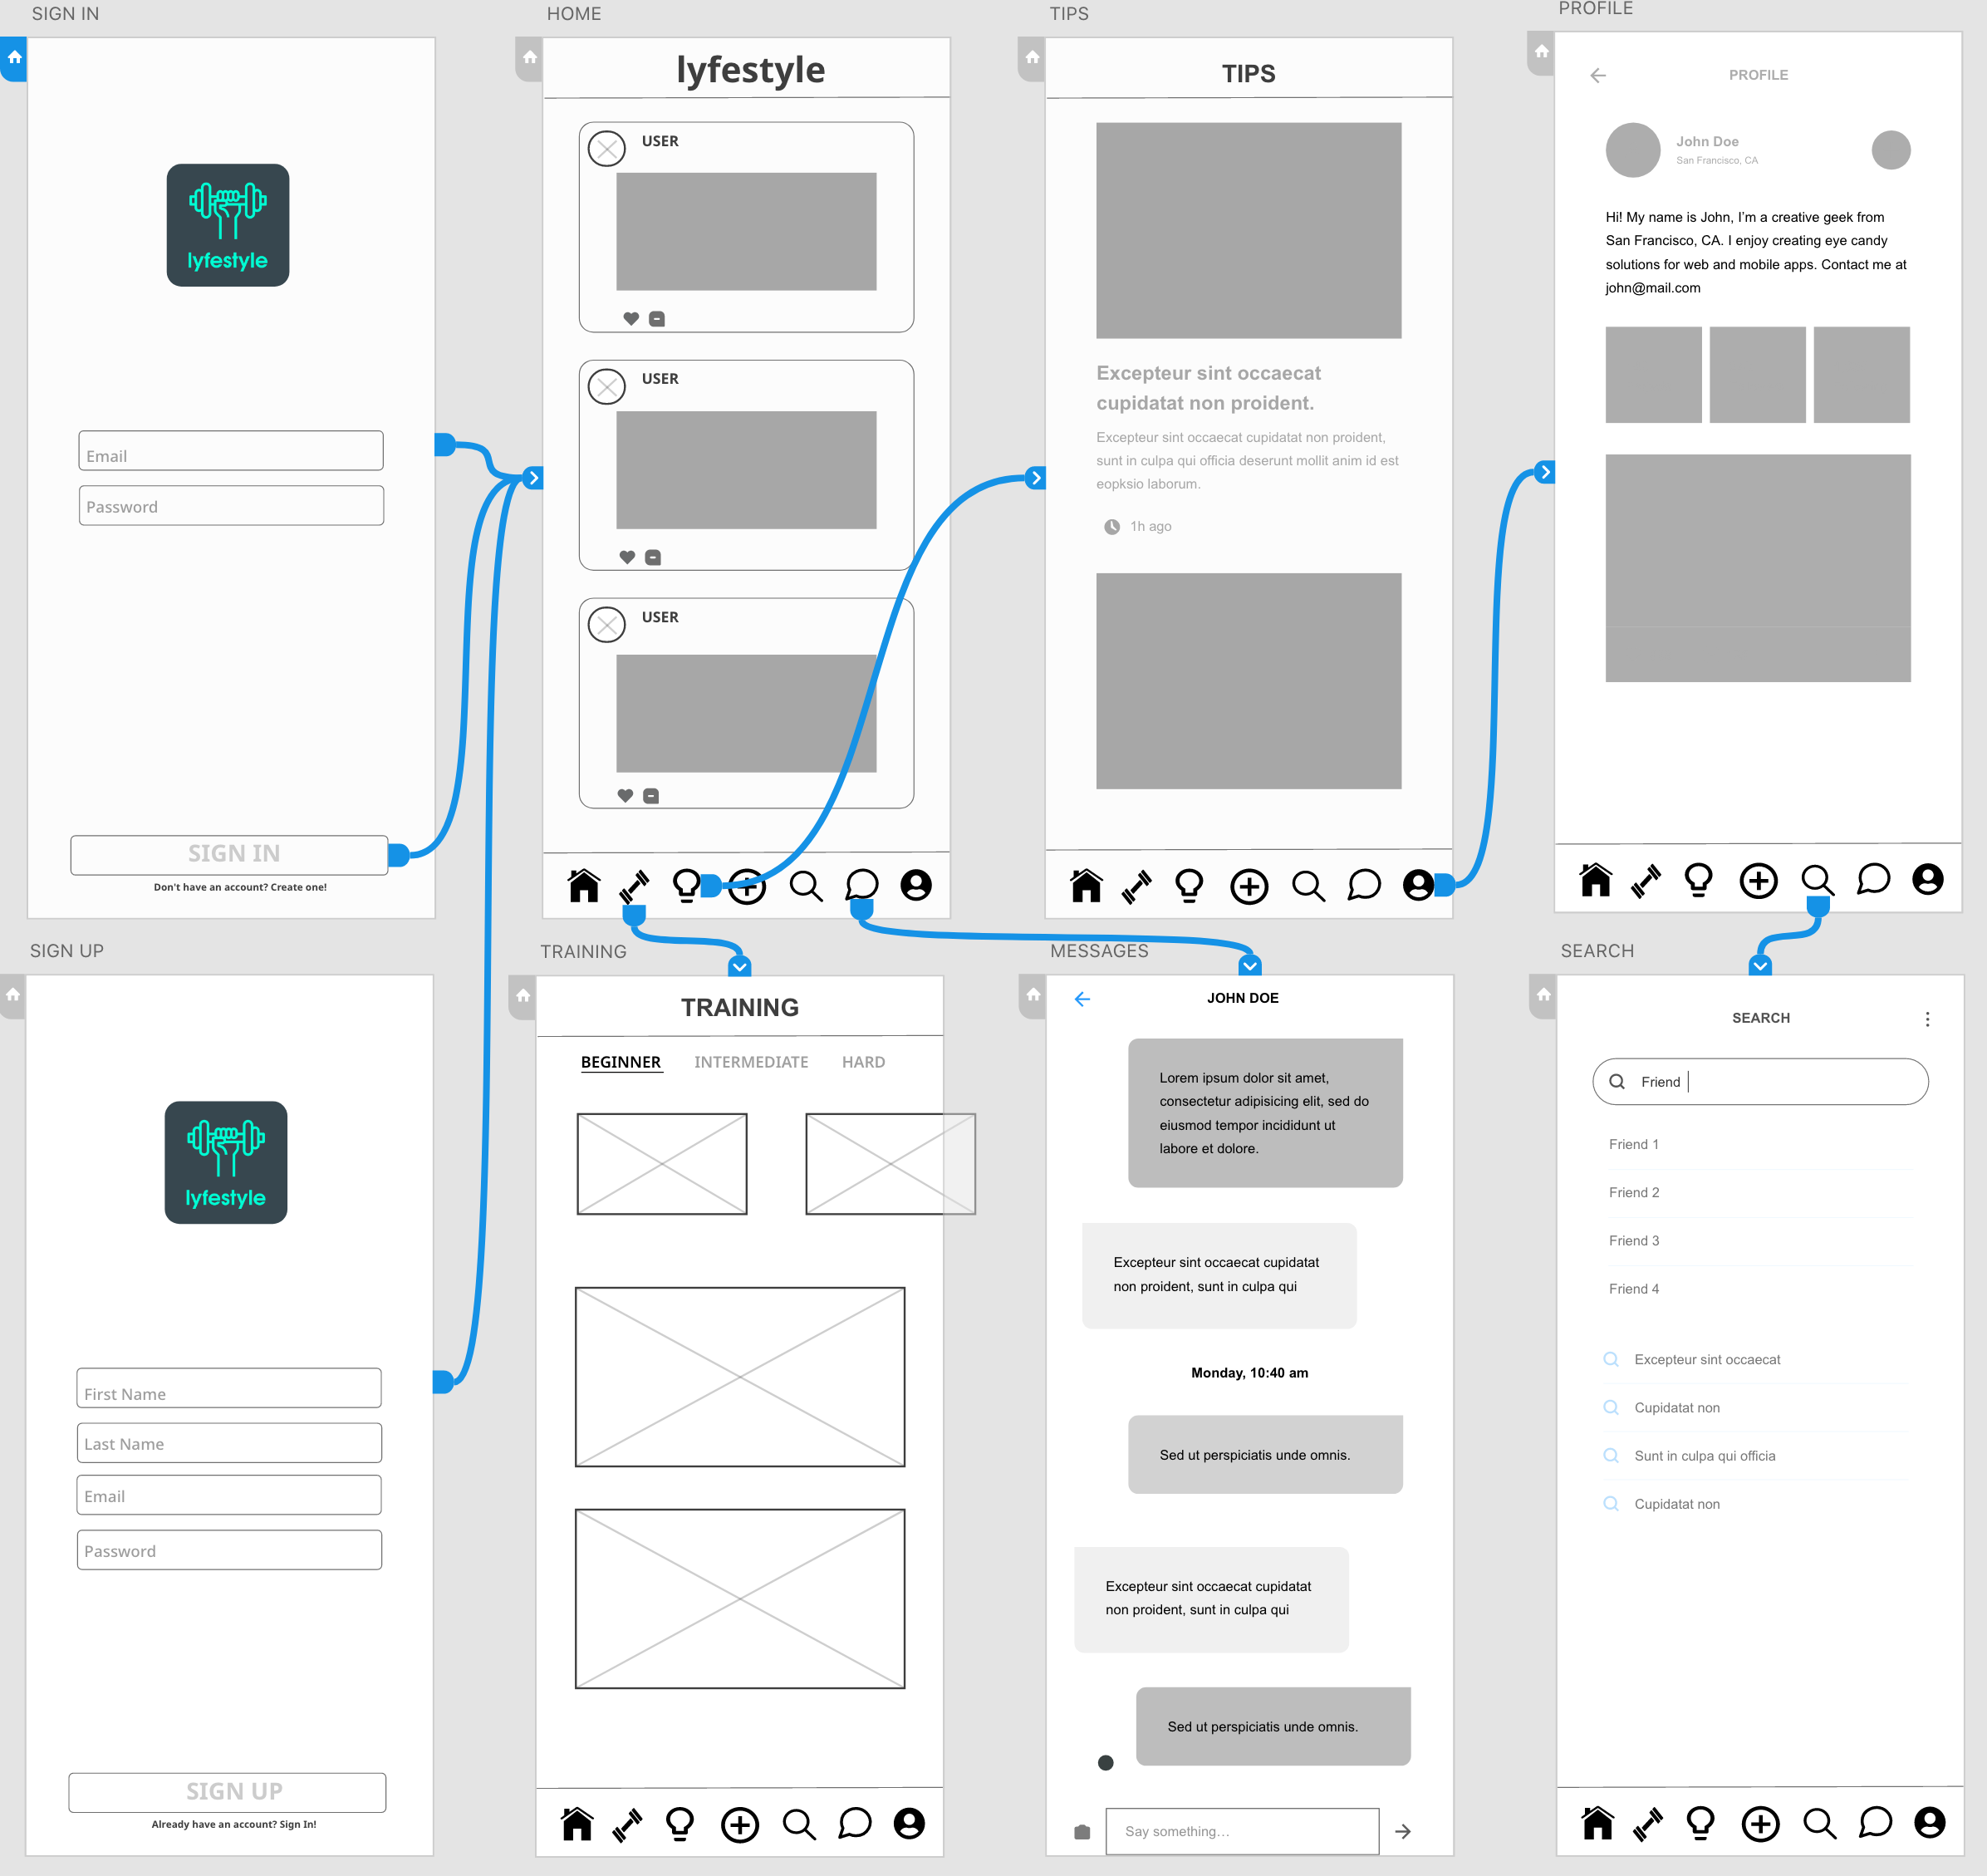 SIGN IN
lyfestyle
Email
Password
SIGN IN
Don't have an account? Create one!
HOME
lyfestyle
USER
USER
USER
TIPS
TIPS
Excepteur sint occaecat
cupidatat non proident.
Excepteur sint occaecat cupidatat non proident,
sunt in culpa qui officia deserunt mollit anim id est
eopksio laborum.
1h ago
PROFILE
PROFILE
John Doe
San Francisco, CA
Hi! My name is John, I'm a creative geek from
San Francisco, CA. I enjoy creating eye candy
solutions for web and mobile apps. Contact me at
john@mail.com
SIGN UP
lyfestyle
First Name
Last Name
Email
Password
SIGN UP
Already have an account? Sign In!
TRAINING
TRAINING
BEGINNER INTERMEDIATE HARD
MESSAGES
JOHN DOE
Lorem ipsum dolor sit amet,
consectetur adipisicing elit, sed do
eiusmod tempor incididunt ut
labore et dolore.
Excepteur sint occaecat cupidatat
non proident, sunt in culpa qui
Monday, 10:40 am
Sed ut perspiciatis unde omnis.
Excepteur sint occaecat cupidatat
non proident, sunt in culpa qui
Sed ut perspiciatis unde omnis.
Say something...
SEARCH
SEARCH
Friend
Friend 1
Friend 2
Friend 3
Friend 4
Excepteur sint occaecat
Cupidatat non
Sunt in culpa qui officia
Cupidatat non